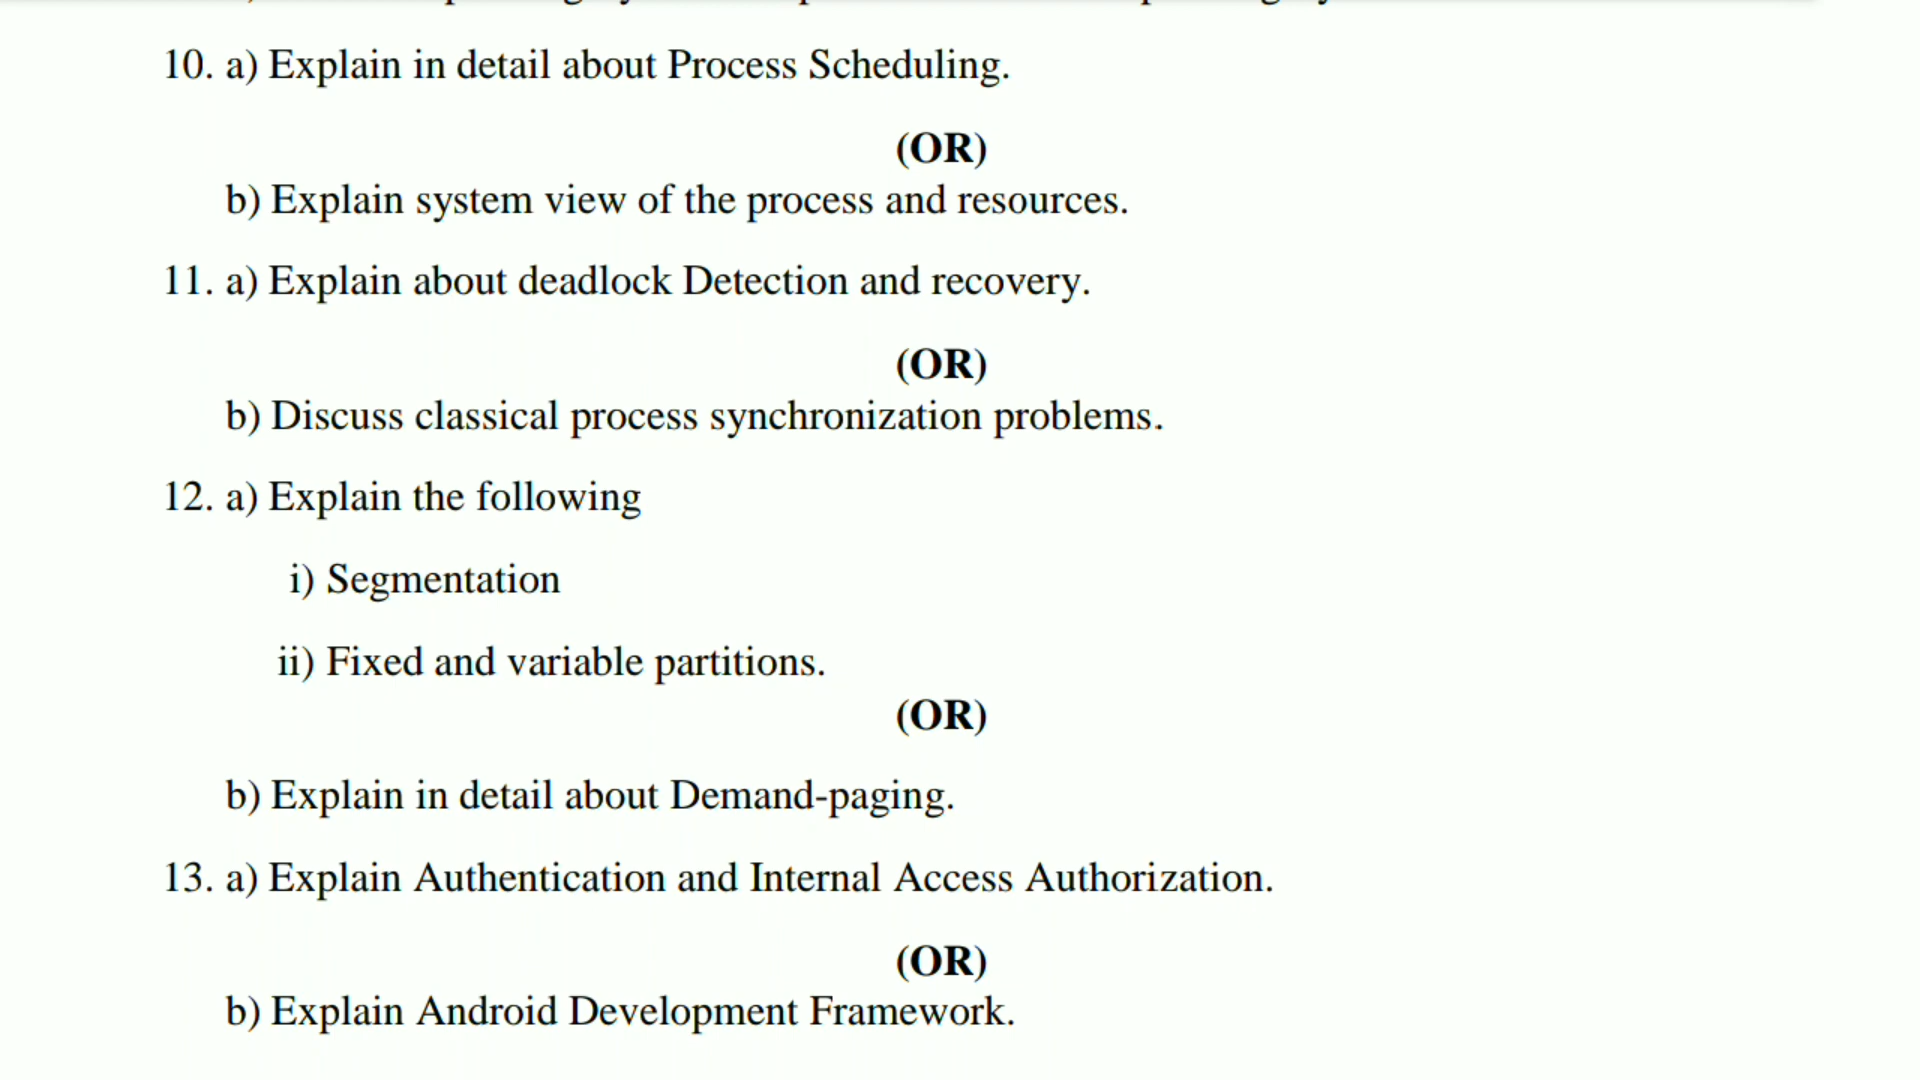 10. a) Explain in detail about Process Scheduling.
(OR)
b) Explain system view of the process and resources.
11. a) Explain about deadlock Detection and recovery.
(OR)
b) Discuss classical process synchronization problems.
12. a) Explain the following
i) Segmentation
ii) Fixed and variable partitions.
(OR)
b) Explain in detail about Demand-paging.
13. a) Explain Authentication and Internal Access Authorization.
(OR)
b) Explain Android Development Framework.